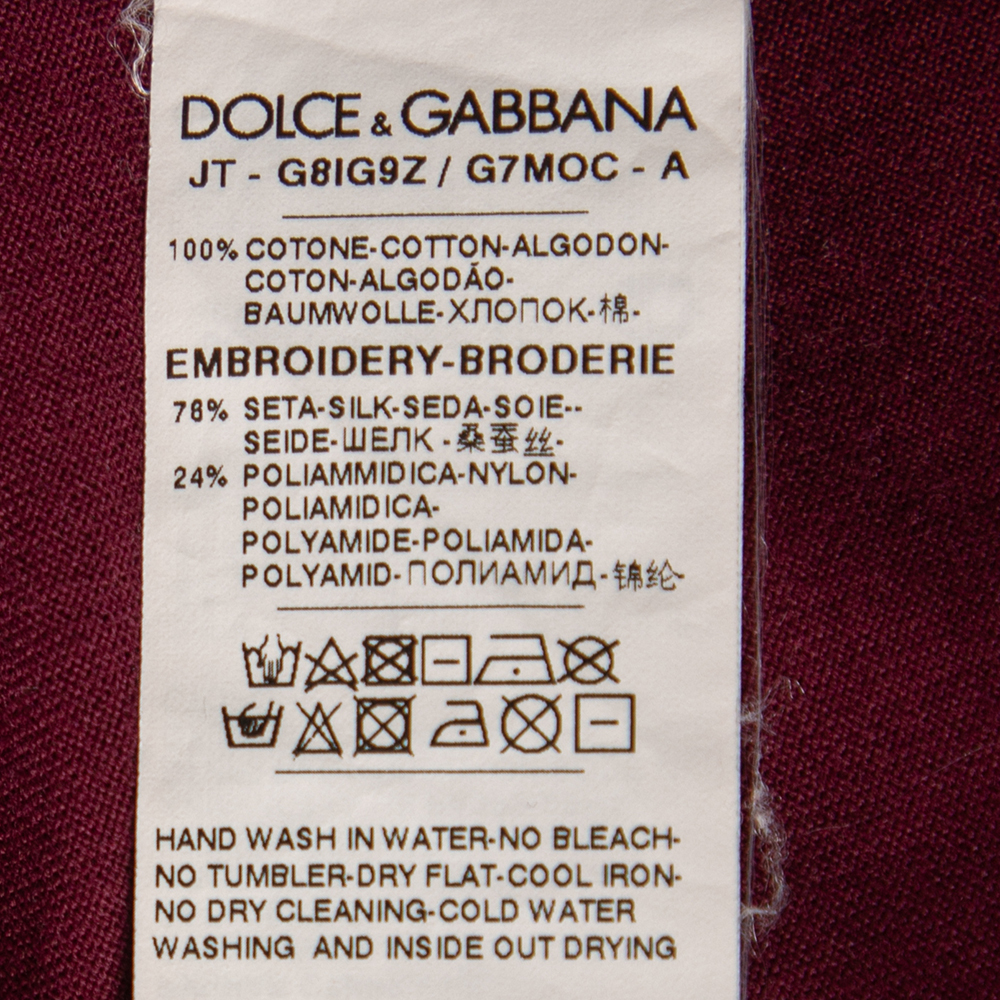 DOLCE & GABBANA
JT - G8IG9Z / G7MOC - A
100% COTONE-COTTON-ALGODON-
COTON-ALGODÃO-
BAUMWOLLE-ХЛОПОК-棉-
EMBROIDERY-BRODERIE
78% SETA-SILK-SEDA-SOIE--
SEIDE-ШЕЛК -桑蚕丝-
24% POLIAMMIDICA-NYLON-
POLIAMIDICA-
POLYAMIDE-POLIAMIDA-
POLYAMID-ПОЛИАМИД-锦纶-
HAND WASH IN WATER-NO BLEACH-
NO TUMBLER-DRY FLAT-COOL IRON-
NO DRY CLEANING-COLD WATER
WASHING AND INSIDE OUT DRYING